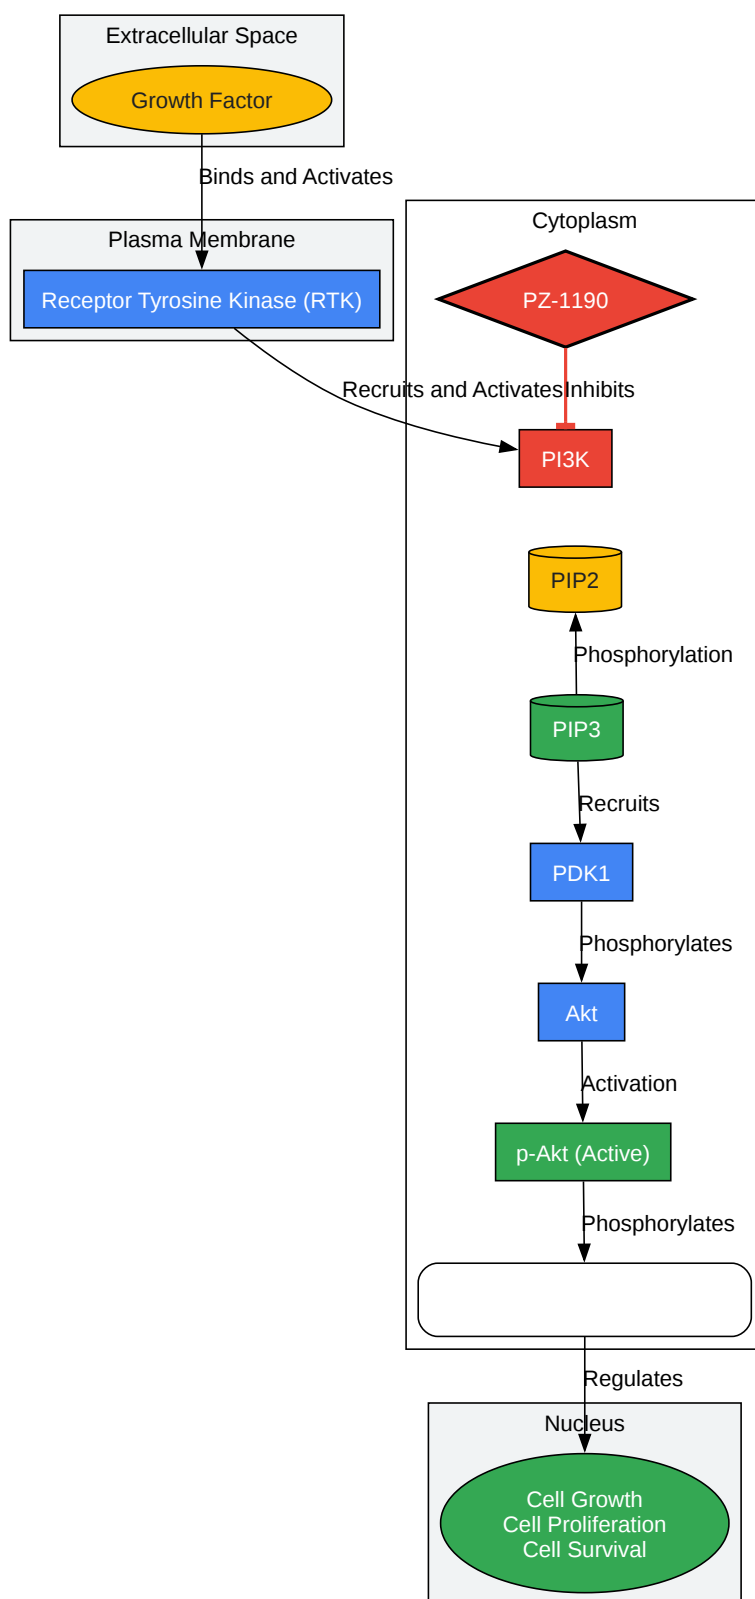 Extracellular Space
Growth Factor
Binds and Activates
Cytoplasm
Plasma Membrane
Receptor Tyrosine Kinase (RTK)
PZ-1190
Recruits and Activates
Inhibits
PI3K
PIP2
Phosphorylation
PIP3
Recruits
PDK1
Phosphorylates
Akt
Activation
p-Akt (Active)
Phosphorylates
Regulates
Nucleus
Cell Growth
Cell Proliferation
Cell Survival